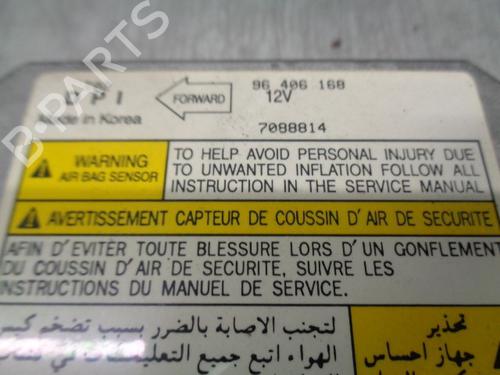 B-PARTS
FORWARD
96 406 168
12V
Made in Korea
7088814
WARNING
AIR BAG SENSOR
TO HELP AVOID PERSONAL INJURY DUE
TO UNWANTED INFLATION FOLLOW ALL
INSTRUCTION IN THE SERVICE MANUAL
AVERTISSEMENT CAPTEUR DE COUSSIN D'AIR DE SECURITE
AFIN D'EVITER TOUTE BLESSURE LORS D'UN GONFLEMENT
DU COUSSIN D'AIR DE SECURITE, SUIVRE LES
INSTRUCTIONS DU MANUEL DE SERVICE.
تحذير
جهاز احساس
لتجنب الاصابة بالضرر بسبب تضخم كيس
الهواء اتبع جميع